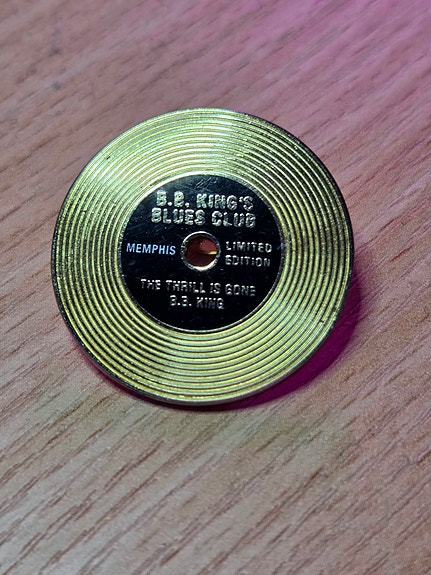 B.B. KING'S
BLUES CLUB
MEMPHIS
LIMITED
EDITION
THE THRILL IS GONE
B.B. KING